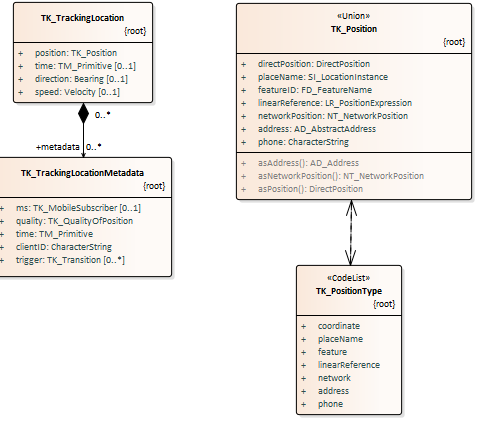 TK_TrackingLocation
{root}
+ position: TK_Position
+ time: TM_Primitive [0..1]
+ direction: Bearing [0..1]
+ speed: Velocity [0..1]
0..*
+metadata 0..*
TK_TrackingLocationMetadata
{root}
+ ms: TK_MobileSubscriber [0..1]
+ quality: TK_QualityOfPosition
+ time: TM_Primitive
+ clientID: CharacterString
+ trigger: TK_Transition [0..*]
«Union»
TK_Position
{root}
+ directPosition: DirectPosition
+ placeName: SI_LocationInstance
+ featureID: FD_FeatureName
+ linearReference: LR_PositionExpression
+ networkPosition: NT_NetworkPosition
+ address: AD_AbstractAddress
+ phone: CharacterString
+ asAddress(): AD_Address
+ asNetworkPosition(): NT_NetworkPosition
+ asPosition(): DirectPosition
«CodeList»
TK_PositionType
{root}
+ coordinate
+ placeName
+ feature
+ linearReference
+ network
+ address
+ phone